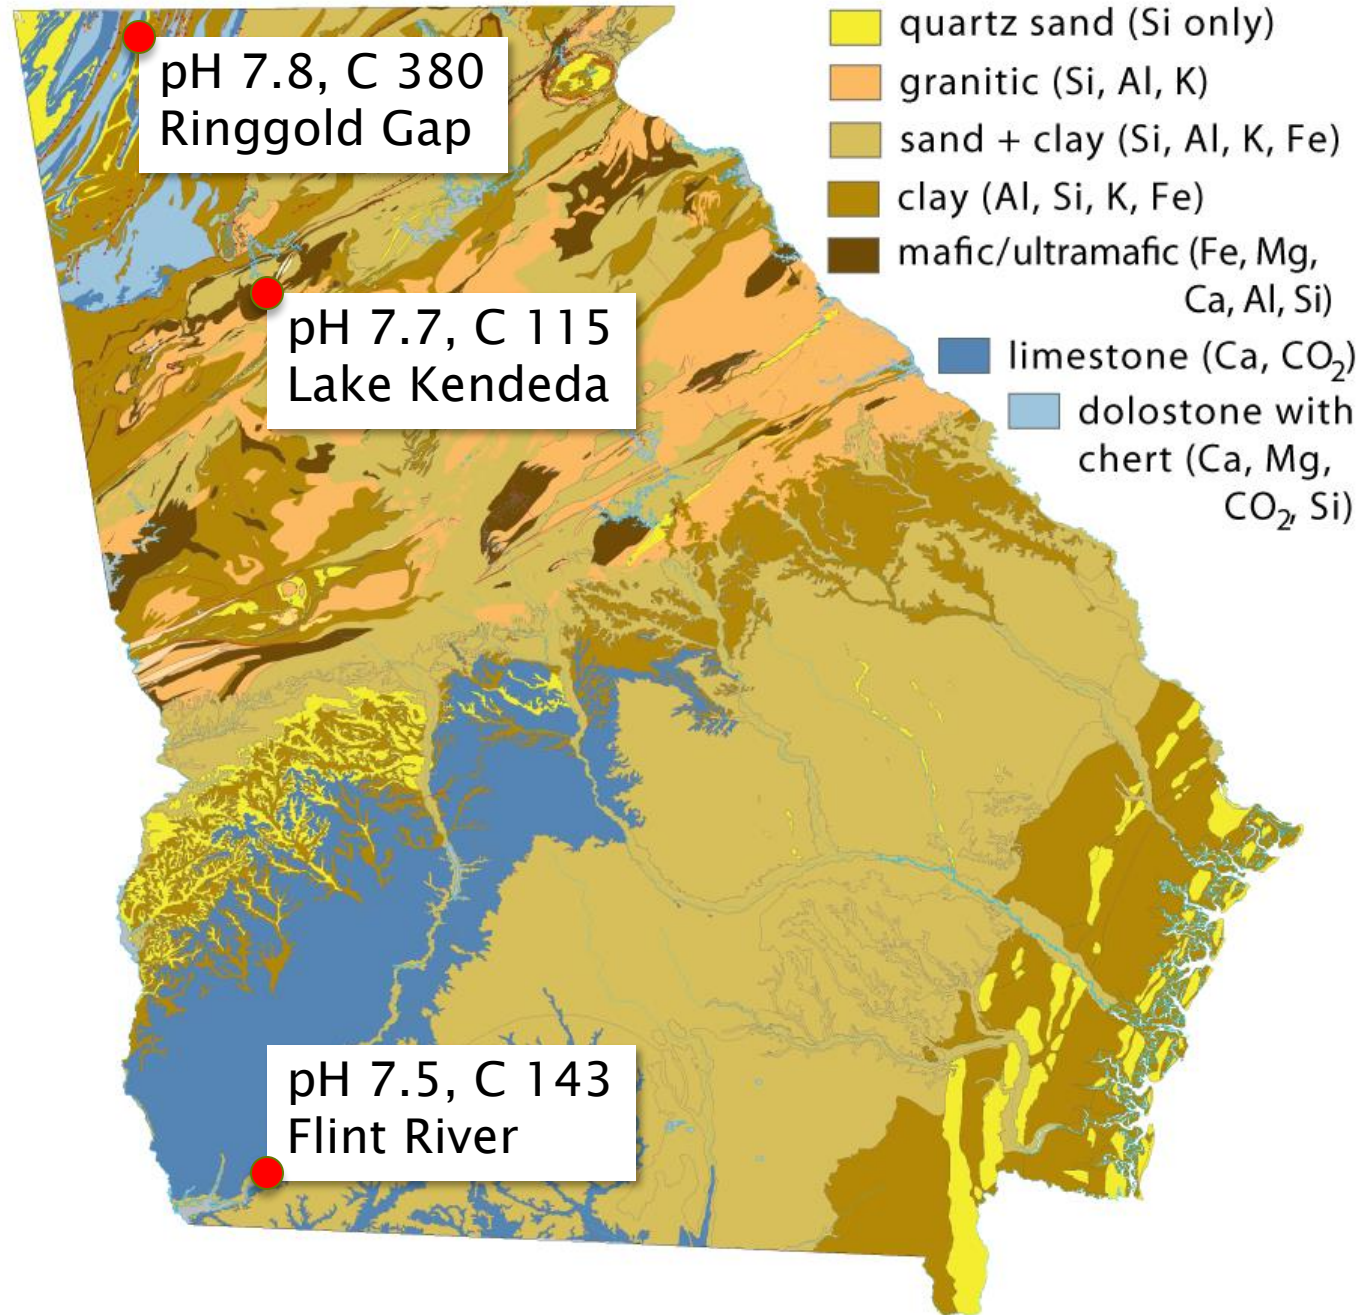 quartz sand (Si only)
granitic (Si, Al, K)
sand + clay (Si, Al, K, Fe)
clay (Al, Si, K, Fe)
mafic/ultramafic (Fe, Mg,
Ca, Al, Si)
limestone (Ca, CO₂)
dolostone with
chert (Ca, Mg,
CO₂, Si)
pH 7.8, C 380
Ringgold Gap
pH 7.7, C 115
Lake Kendeda
pH 7.5, C 143
Flint River